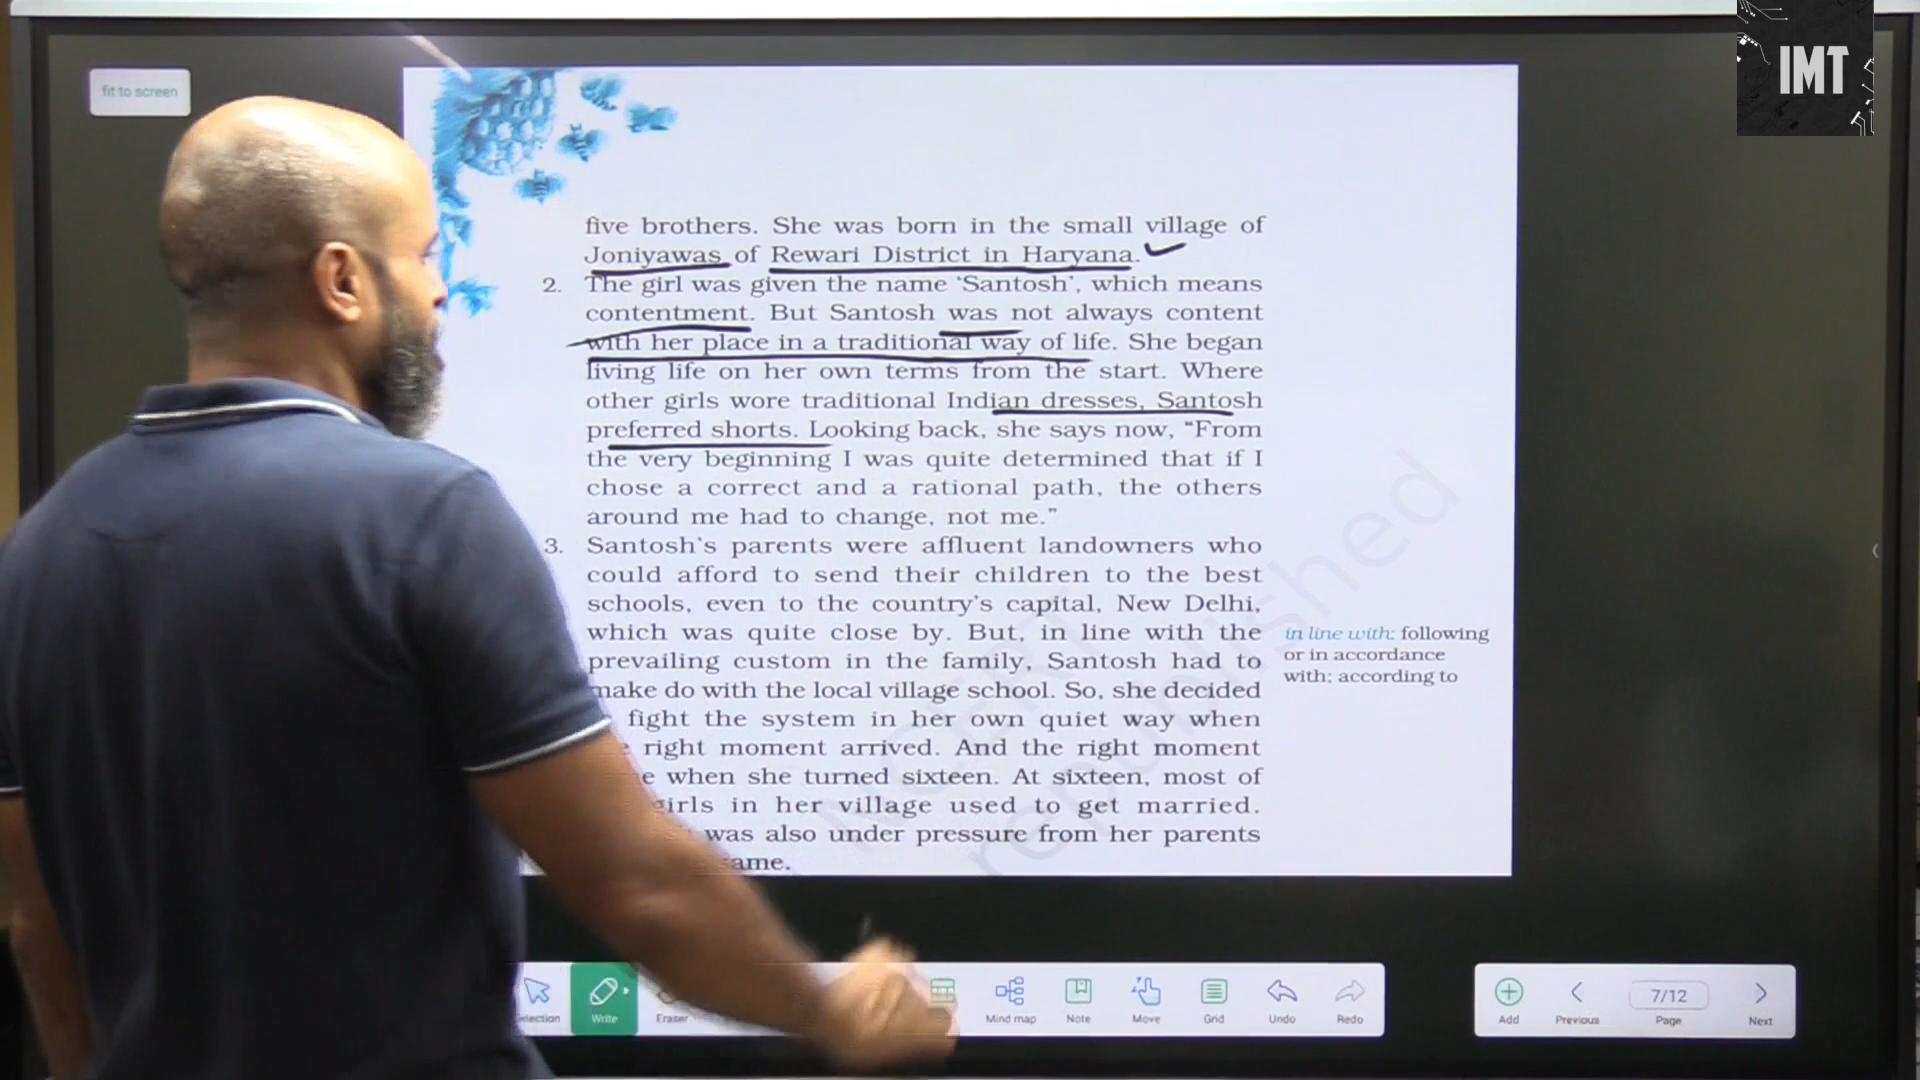 fit to screen
IMT
five brothers. She was born in the small village of
Joniyawas of Rewari District in Haryana.
2. The girl was given the name ‘Santosh’, which means
contentment. But Santosh was not always content
with her place in a traditional way of life. She began
living life on her own terms from the start. Where
other girls wore traditional Indian dresses, Santosh
preferred shorts. Looking back, she says now, “From
the very beginning I was quite determined that if I
chose a correct and a rational path, the others
around me had to change, not me.”
3. Santosh’s parents were affluent landowners who
could afford to send their children to the best
schools, even to the country’s capital, New Delhi,
which was quite close by. But, in line with the
prevailing custom in the family, Santosh had to
make do with the local village school. So, she decided
fight the system in her own quiet way when
right moment arrived. And the right moment
when she turned sixteen. At sixteen, most of
girls in her village used to get married.
was also under pressure from her parents
same.
in line with: following
or in accordance
with; according to
republished
Selection
Write
Eraser
Mind map
Note
Move
Grid
Undo
Redo
Add
Previous
7/12
Page
Next